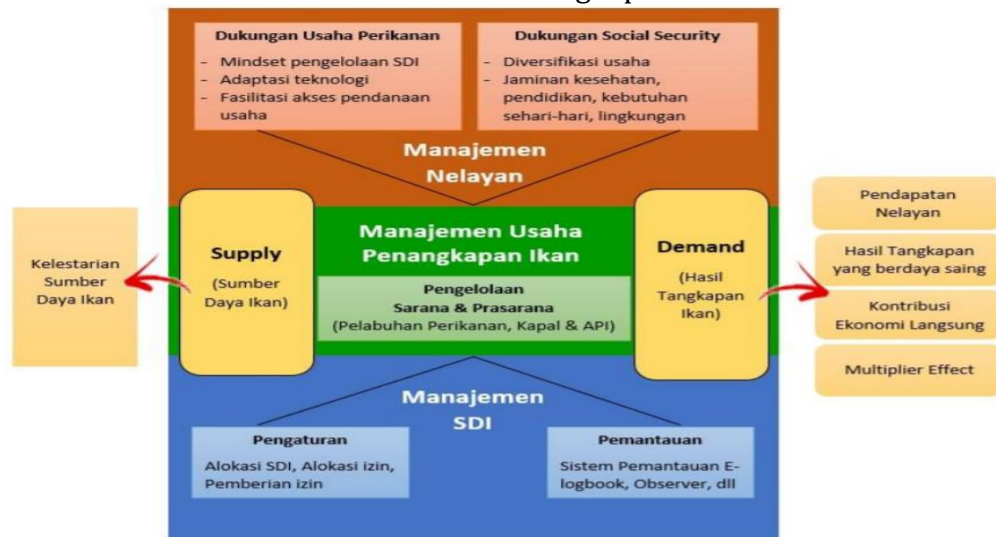 Dukungan Usaha Perikanan
- Mindset pengelolaan SDI
- Adaptasi teknologi
- Fasilitasi akses pendanaan
usaha
Dukungan Social Security
- Diversifikasi usaha
- Jaminan kesehatan,
pendidikan, kebutuhan
sehari-hari, lingkungan
Manajemen
Nelayan
Kelestarian
Sumber
Daya Ikan
Supply
(Sumber
Daya Ikan)
Manajemen Usaha
Penangkapan Ikan
Pengelolaan
Sarana & Prasarana
(Pelabuhan Perikanan, Kapal & API)
Demand
(Hasil
Tangkapan
Ikan)
Pendapatan
Nelayan
Hasil Tangkapan
yang berdaya saing
Kontribusi
Ekonomi Langsung
Multiplier Effect
Manajemen
SDI
Pengaturan
Alokasi SDI, Alokasi izin,
Pemberian izin
Pemantauan
Sistem Pemantauan E-
logbook, Observer, dll